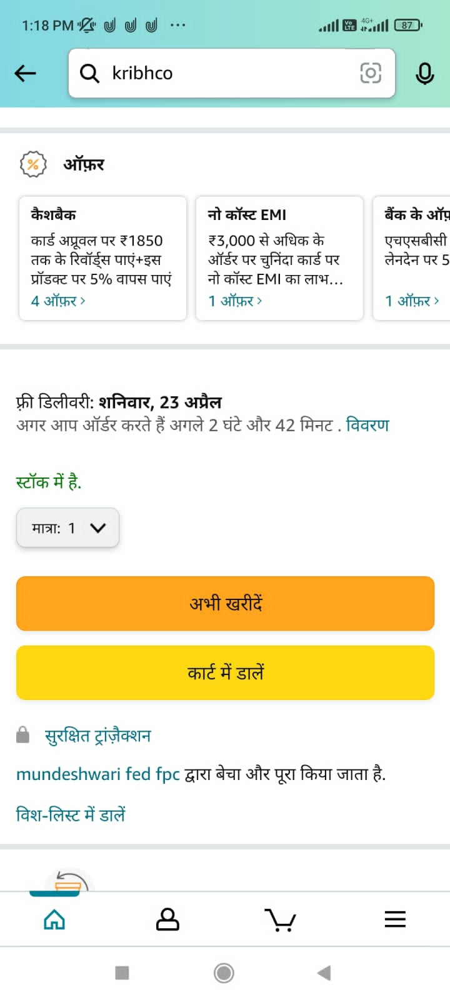 1:18 PM
Vo LTE 4G+ 87
kribhco
ऑफ़र
कैशबैक
कार्ड अप्रूवल पर ₹1850
तक के रिवॉर्ड्स पाएं+इस
प्रॉडक्ट पर 5% वापस पाएं
4 ऑफ़र ›
नो कॉस्ट EMI
₹3,000 से अधिक के
ऑर्डर पर चुनिंदा कार्ड पर
नो कॉस्ट EMI का लाभ...
1 ऑफ़र ›
बैंक के ऑफ़
एचएसबीसी
लेनदेन पर 5
1 ऑफ़र ›
फ़्री डिलीवरी: शनिवार, 23 अप्रैल
अगर आप ऑर्डर करते हैं अगले 2 घंटे और 42 मिनट . विवरण
स्टॉक में है.
मात्रा: 1
अभी खरीदें
कार्ट में डालें
सुरक्षित ट्रांज़ैक्शन
mundeshwari fed fpc द्वारा बेचा और पूरा किया जाता है.
विश-लिस्ट में डालें